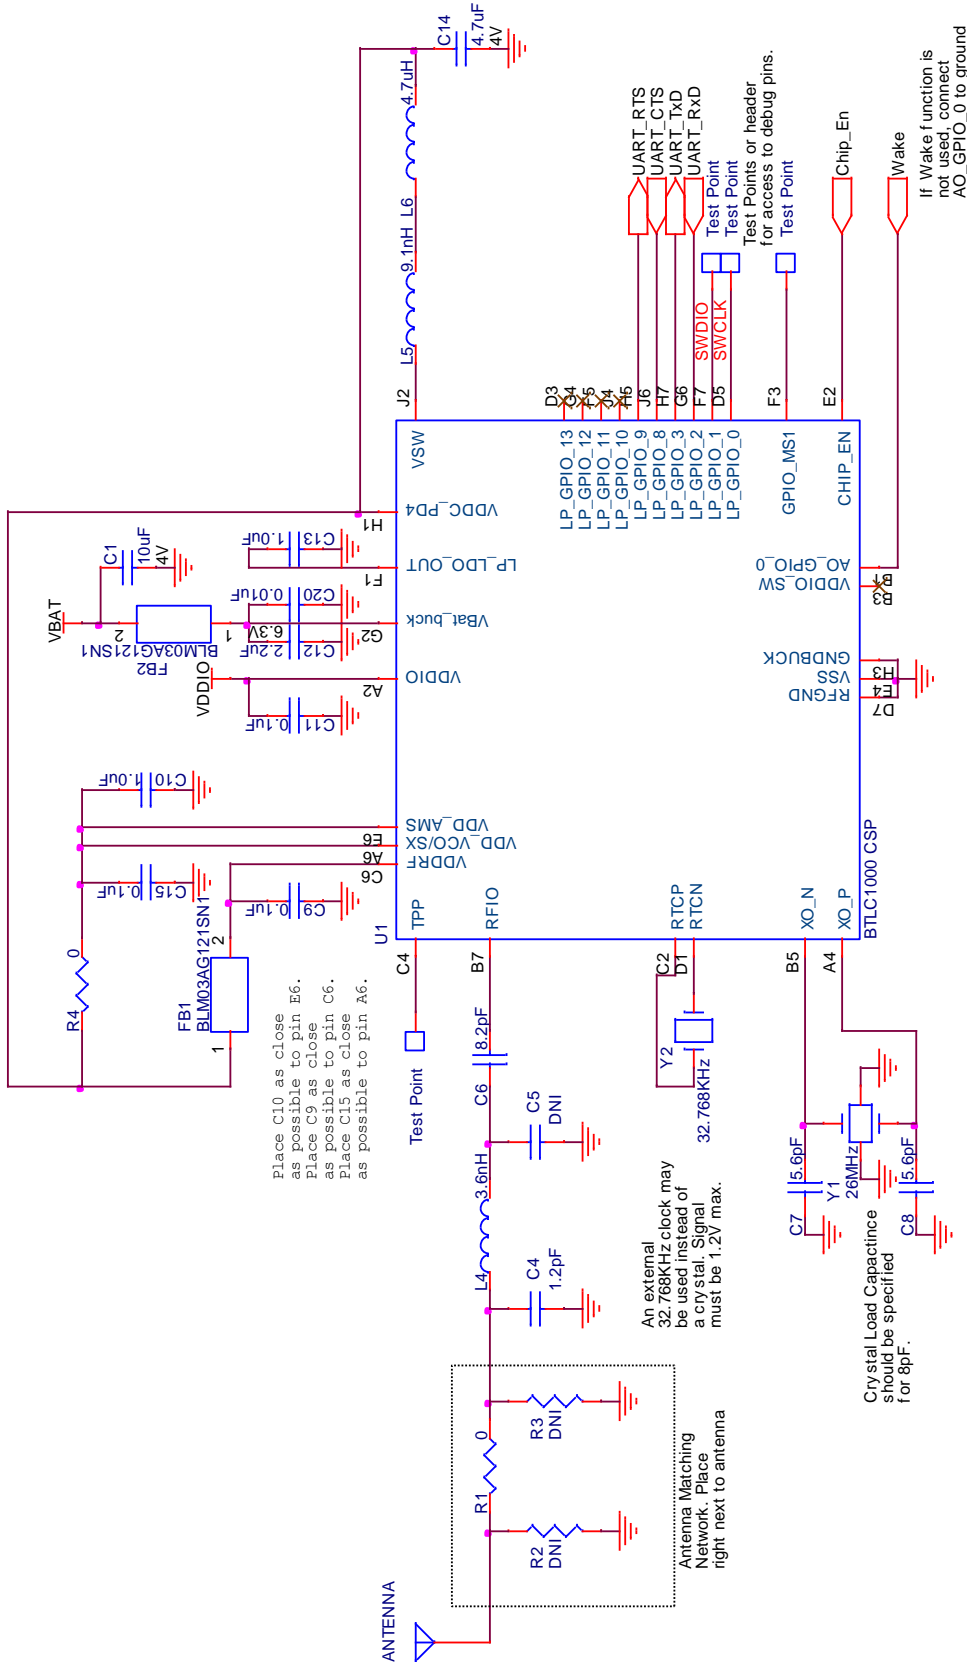 C14
4.7uF
4V
4.7uH
L6
9.1nH
L5
J2
VSW
UART_RTS
UART_CTS
UART_TxD
UART_RxD
Test Point
Test Point
Test Points or header
for access to debug pins.
Test Point
Chip_En
Wake
If Wake function is
not used, connect
AO_GPIO_0 to ground
SWDIO
SWCLK
D3
G4
F5
J4
H5
J6
H7
G6
F7
D5
F3
E2
LP_GPIO_13
LP_GPIO_12
LP_GPIO_11
LP_GPIO_10
LP_GPIO_9
LP_GPIO_8
LP_GPIO_3
LP_GPIO_2
LP_GPIO_1
LP_GPIO_0
GPIO_MS1
CHIP_EN
VBAT
C1
10uF
4V
2
1
BLM03AG121SN1
FB2
VDDIO
C13
1.0uF
C20
0.01uF
6.3V
2.2uF
C12
C11
0.1uF
C10
1.0uF
C15
0.1uF
C9
0.1uF
H1
F1
G2
A2
E6
A6
C6
VDDC_PD4
LP_LDO_OUT
VBat_buck
VDDIO
VDD_AMS
VDD_VCO/SX
VDDRF
AO_GPIO_0
VDDIO_SW
GNDBUCK
VSS
RFGND
B1
B3
H3
E4
D7
R4
0
FB1
BLM03AG121SN1
1
2
U1
BTLC1000 CSP
TPP
RFIO
RTCP
RTCN
XO_N
XO_P
C4
B7
C2
D1
B5
A4
Place C10 as close
as possible to pin E6.
Place C9 as close
as possible to pin C6.
Place C15 as close
as possible to pin A6.
Test Point
8.2pF
C6
C5
DNI
3.6nH
L4
C4
1.2pF
Y2
32.768KHz
An external
32.768KHz clock may
be used instead of
a crystal. Signal
must be 1.2V max.
5.6pF
C7
Y1
26MHz
5.6pF
C8
Crystal Load Capactince
should be specified
for 8pF.
R3
DNI
0
R1
R2
DNI
Antenna Matching
Network. Place
right next to antenna
ANTENNA